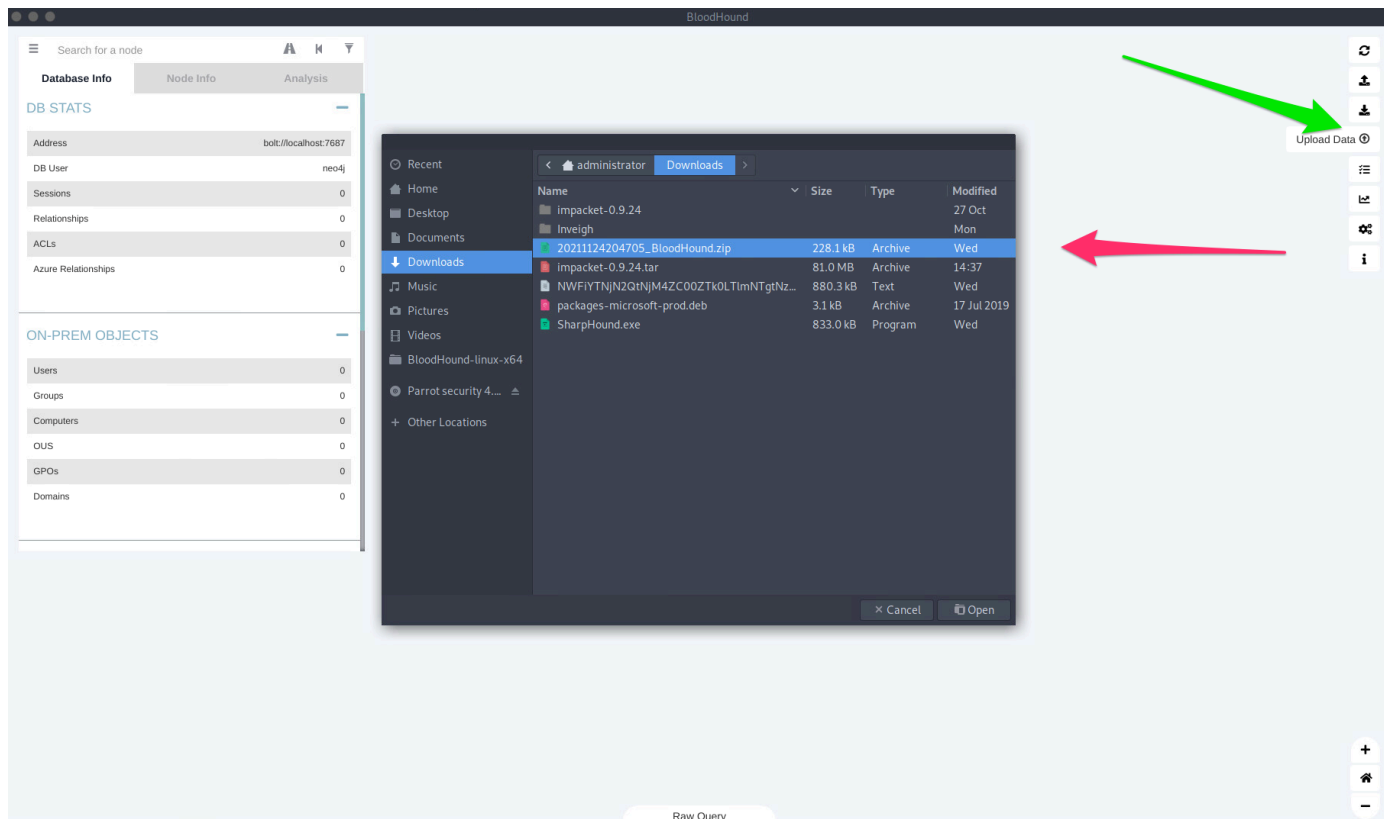 BloodHound
Search for a node
Database Info Node Info Analysis
DB STATS
Address bolt://localhost:7687
DB User neo4j
Sessions 0
Relationships 0
ACLs 0
Azure Relationships 0
ON-PREM OBJECTS
Users 0
Groups 0
Computers 0
OUS 0
GPOs 0
Domains 0
Recent
Home
Desktop
Documents
Downloads
Music
Pictures
Videos
BloodHound-linux-x64
Parrot security 4....
+ Other Locations
administrator Downloads
Name Size Type Modified
impacket-0.9.24 27 Oct
Inveigh Mon
20211124204705_BloodHound.zip 228.1 kB Archive Wed
impacket-0.9.24.tar 81.0 MB Archive 14:37
NWFiYTNjN2QtNjM4ZC00ZTk0LTlmNTgtNz... 880.3 kB Text Wed
packages-microsoft-prod.deb 3.1 kB Archive 17 Jul 2019
SharpHound.exe 833.0 kB Program Wed
Cancel Open
Upload Data
Raw Query